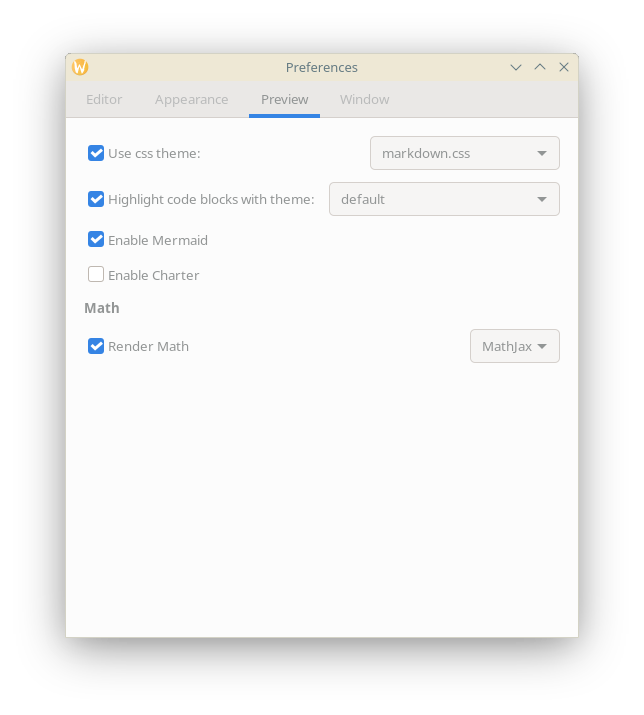 W
Preferences
Editor Appearance Preview Window
Use css theme: markdown.css
Highlight code blocks with theme: default
Enable Mermaid
Enable Charter
Math
Render Math MathJax